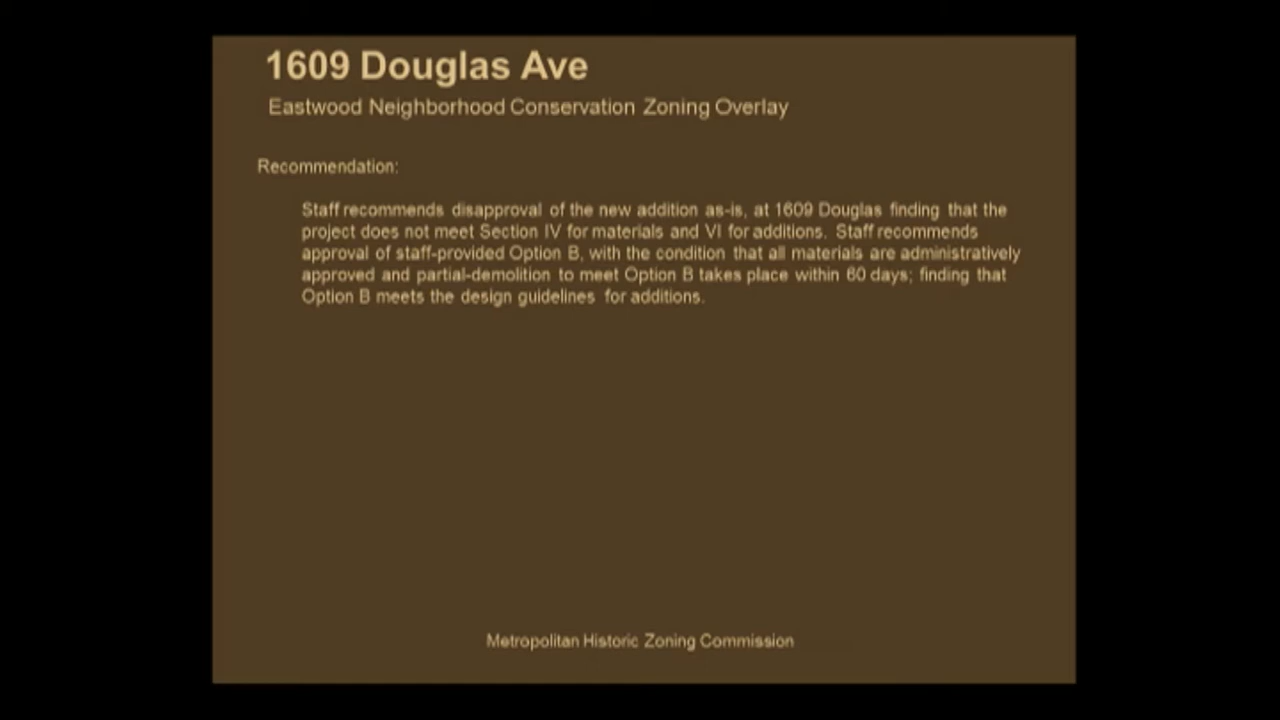 1609 Douglas Ave
Eastwood Neighborhood Conservation Zoning Overlay
Recommendation:
Staff recommends disapproval of the new addition as-is, at 1609 Douglas finding that the
project does not meet Section IV for materials and VI for additions. Staff recommends
approval of staff-provided Option B, with the condition that all materials are administratively
approved and partial-demolition to meet Option B takes place within 60 days; finding that
Option B meets the design guidelines for additions.
Metropolitan Historic Zoning Commission